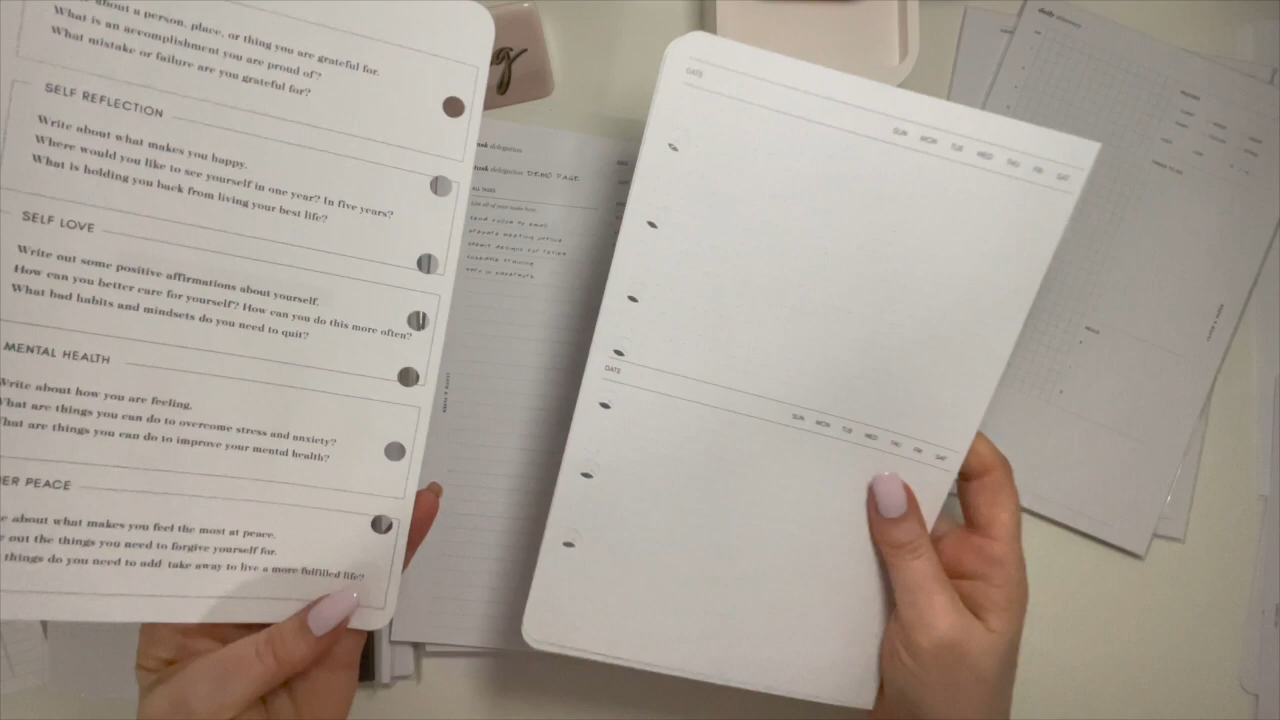 about a person, place, or thing you are grateful for.
What is an accomplishment you are proud of?
What mistake or failure are you grateful for?
SELF REFLECTION
Write about what makes you happy.
Where would you like to see yourself in one year? In five years?
What is holding you back from living your best life?
SELF LOVE
Write out some positive affirmations about yourself.
How can you better care for yourself? How can you do this more often?
What bad habits and mindsets do you need to quit?
MENTAL HEALTH
Write about how you are feeling.
What are things you can do to overcome stress and anxiety?
What are things you can do to improve your mental health?
ER PEACE
e about what makes you feel the most at peace.
e out the things you need to forgive yourself for.
things do you need to add take away to live a more fulfilled life?
task delegation
task delegation DEMO PAGE
ALL TASKS
DATE
SUN MON TUE WED THU FRI SAT
DATE
SUN MON TUE WED THU FRI SAT
daily
MEALS